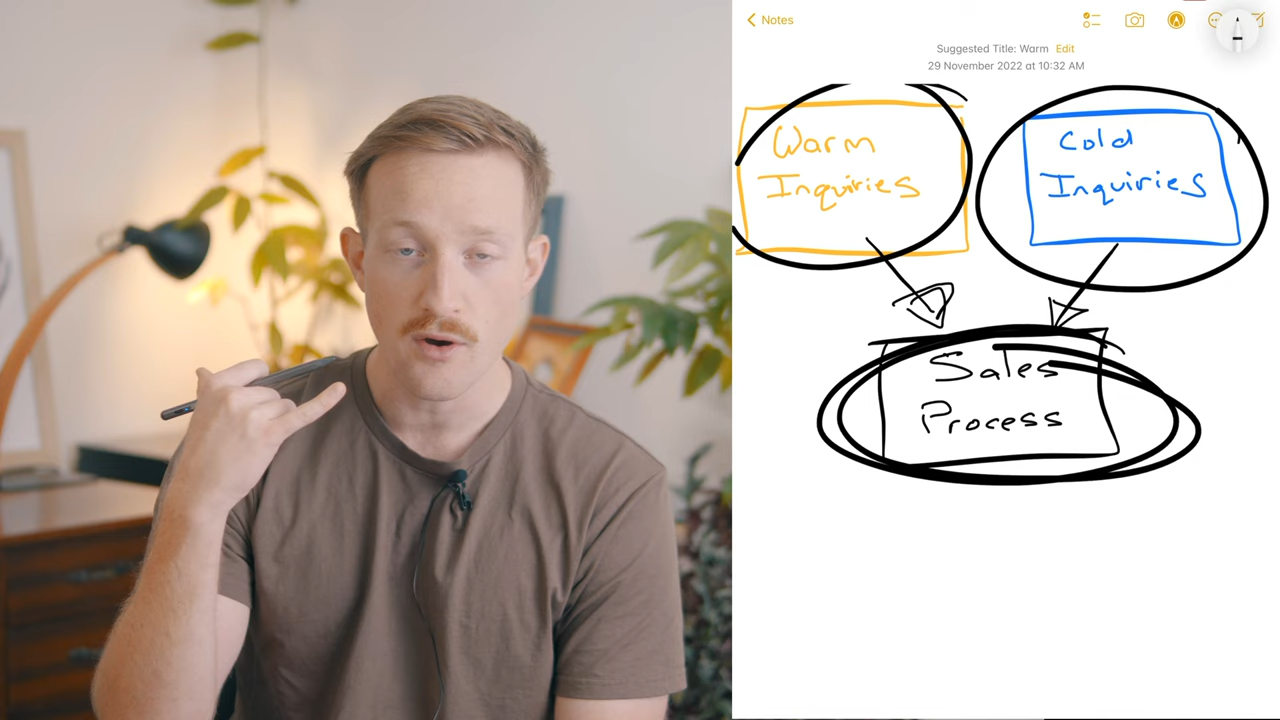 Notes
Suggested Title: Warm Edit
29 November 2022 at 10:32 AM
Warm
Inquiries
Cold
Inquiries
Sales
Process